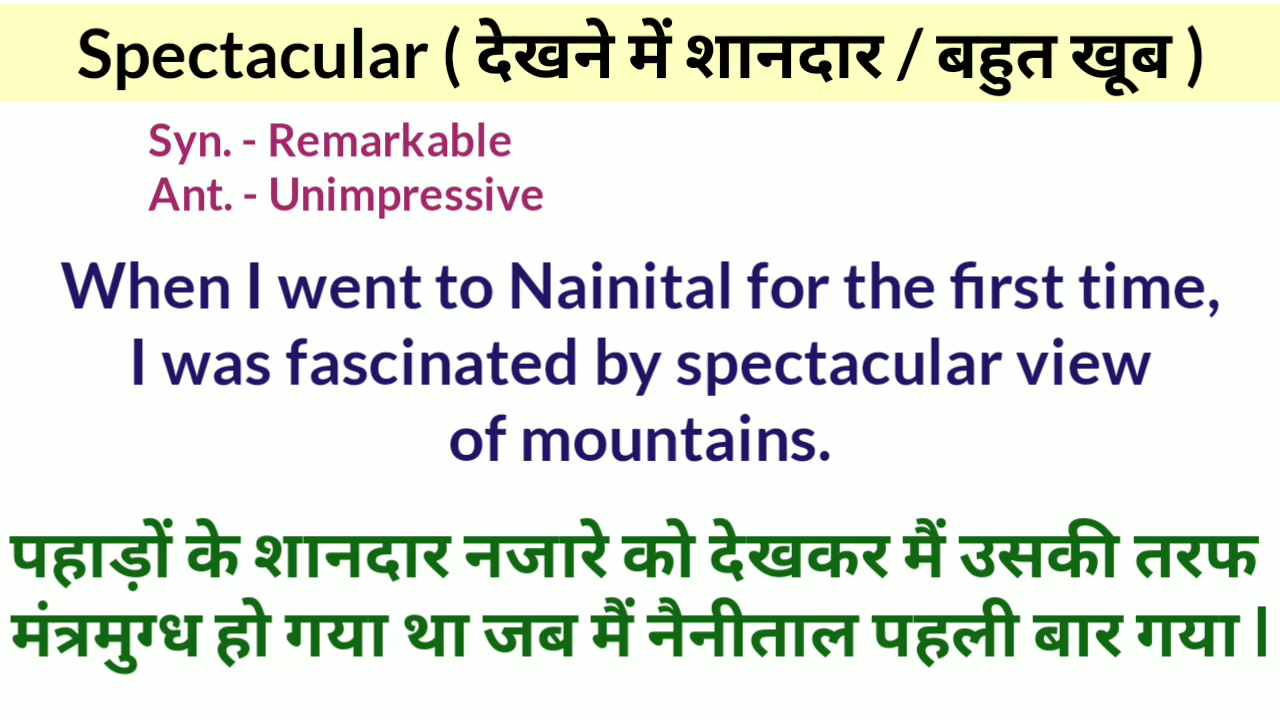 Spectacular ( देखने में शानदार / बहुत खूब )
Syn. - Remarkable
Ant. - Unimpressive
When I went to Nainital for the first time,
I was fascinated by spectacular view
of mountains.
पहाड़ों के शानदार नजारे को देखकर मैं उसकी तरफ
मंत्रमुग्ध हो गया था जब मैं नैनीताल पहली बार गया l